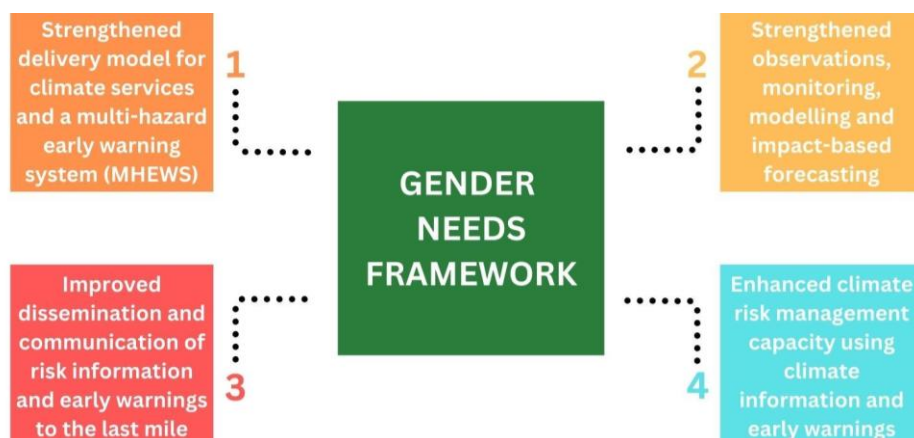 Strengthened
delivery model for
climate services
and a multi-hazard
early warning
system (MHEWS)
1
2
Strengthened
observations,
monitoring,
modelling and
impact-based
forecasting
GENDER
NEEDS
FRAMEWORK
Improved
dissemination and
communication of
risk information
and early warnings
to the last mile
3
4
Enhanced climate
risk management
capacity using
climate
information and
early warnings